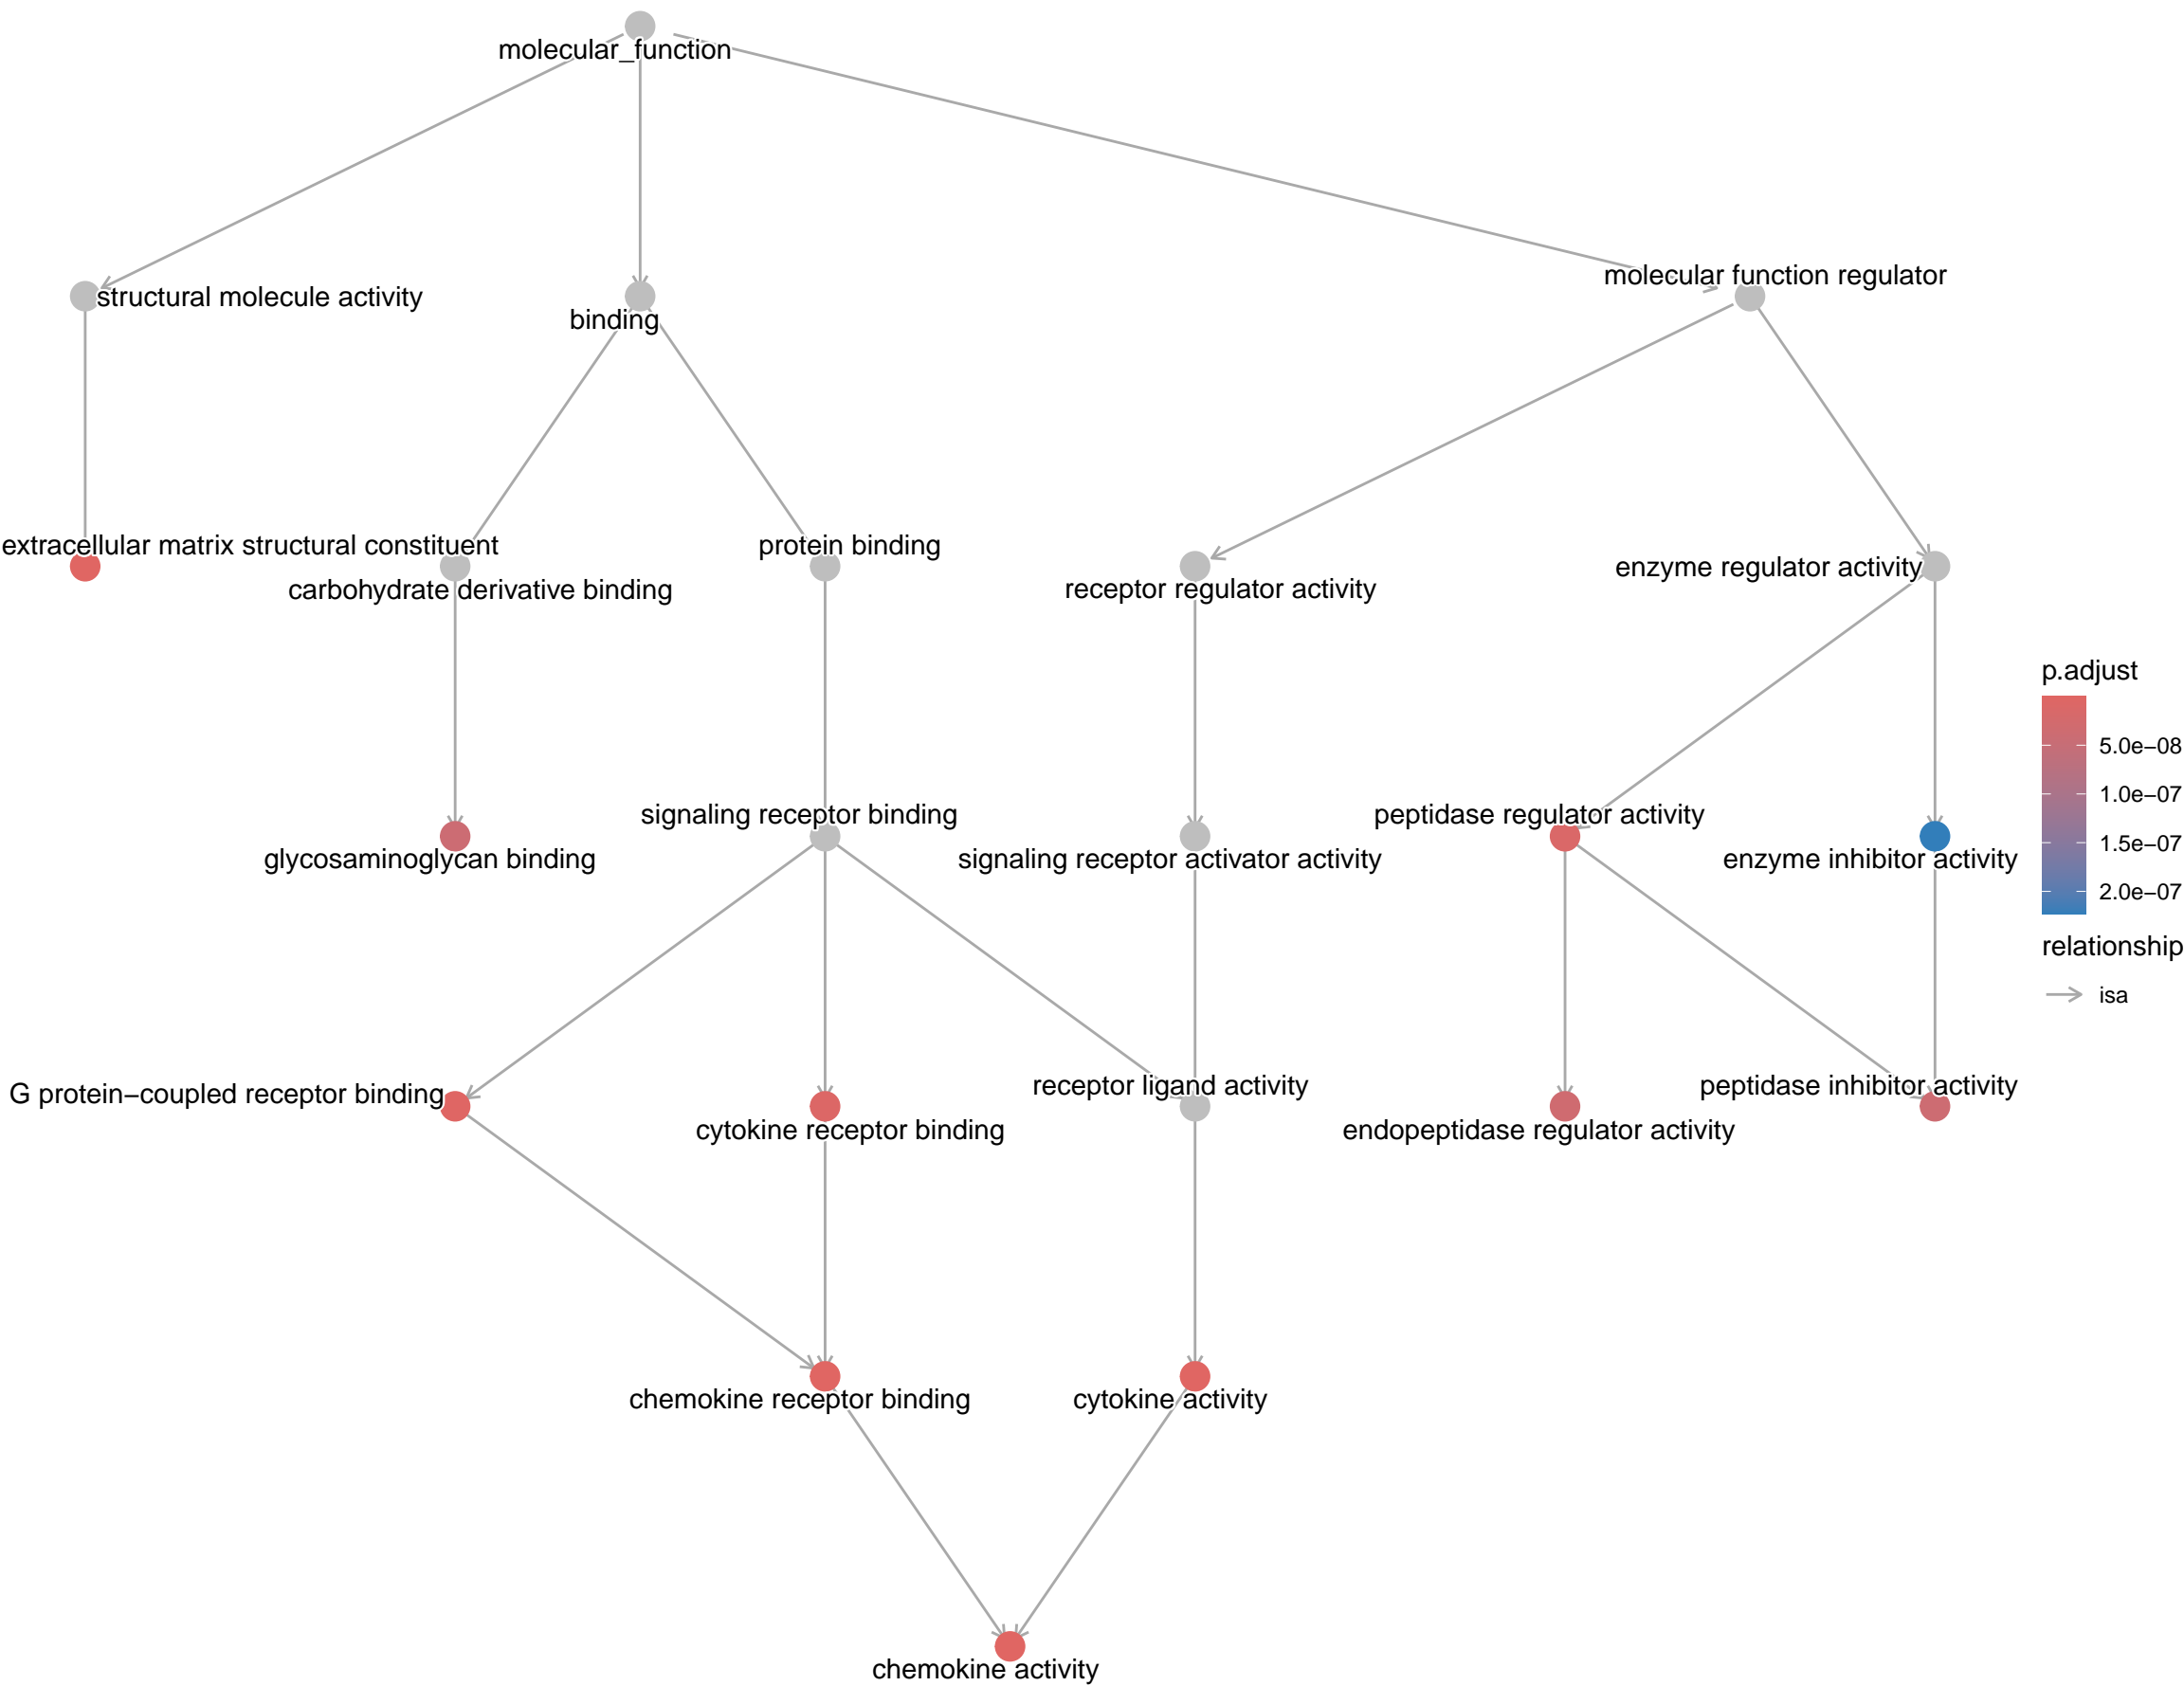 molecular_function
molecular function regulator
structural molecule activity
binding
extracellular matrix structural constituent
protein binding
enzyme regulator activity
carbohydrate derivative binding
receptor regulator activity
p.adjust
5.0e−08
1.0e−07
1.5e−07
2.0e−07
signaling receptor binding
peptidase regulator activity
glycosaminoglycan binding
signaling receptor activator activity
enzyme inhibitor activity
relationship
isa
G protein−coupled receptor binding
receptor ligand activity
peptidase inhibitor activity
cytokine receptor binding
endopeptidase regulator activity
chemokine receptor binding
cytokine activity
chemokine activity